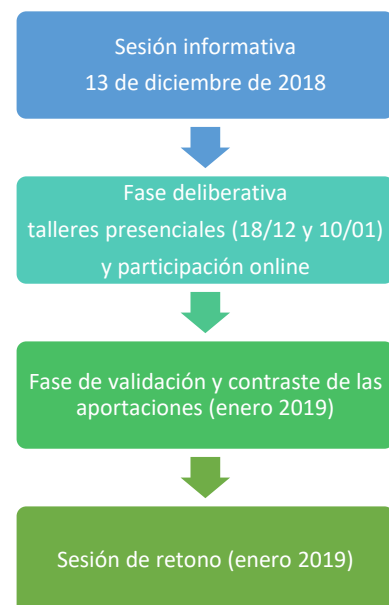 Sesión informativa
13 de diciembre de 2018
Fase deliberativa
talleres presenciales (18/12 y 10/01)
y participación online
Fase de validación y contraste de las
aportaciones (enero 2019)
Sesión de retono (enero 2019)